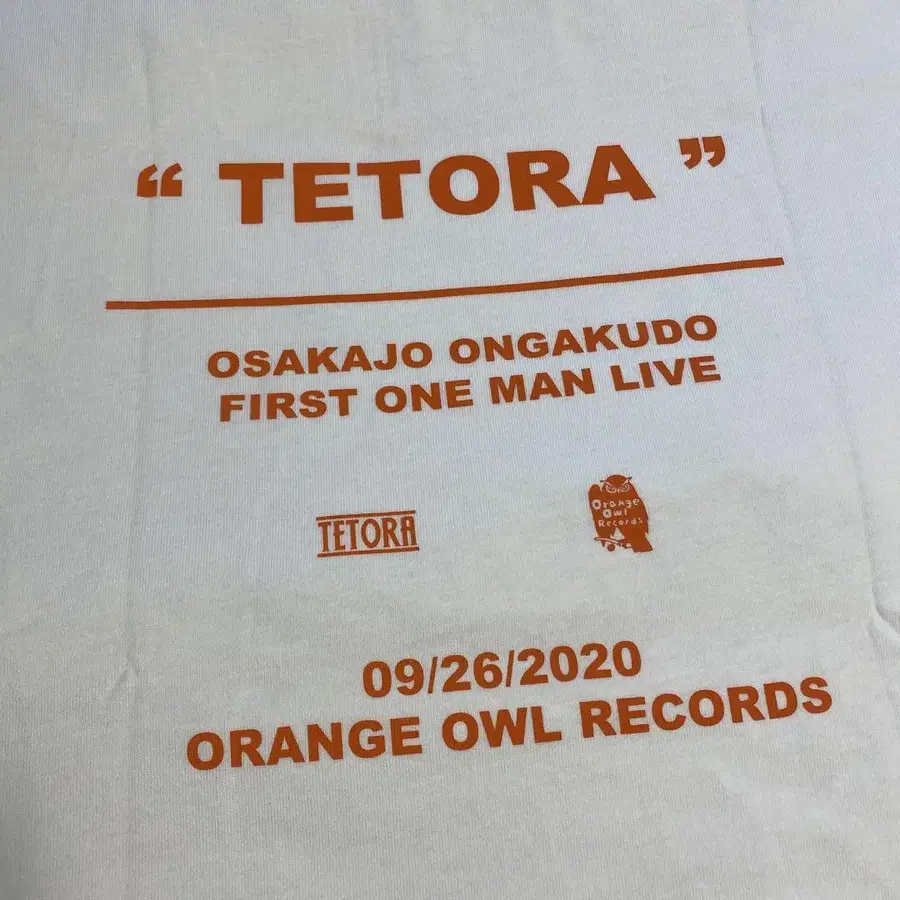 “ TETORA ”
OSAKAJO ONGAKUDO
FIRST ONE MAN LIVE
TETORA
Orange
Owl
Records
09/26/2020
ORANGE OWL RECORDS